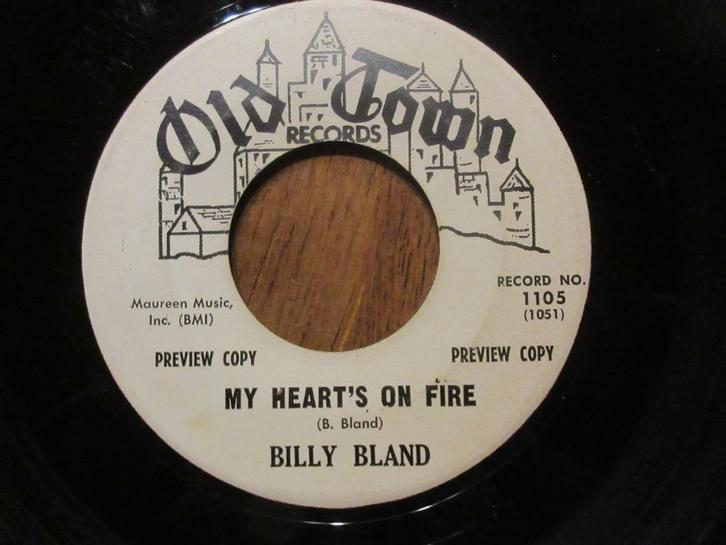 Old Town
RECORDS
RECORD NO.
1105
(1051)
Maureen Music,
Inc. (BMI)
PREVIEW COPY
PREVIEW COPY
MY HEART'S ON FIRE
(B. Bland)
BILLY BLAND